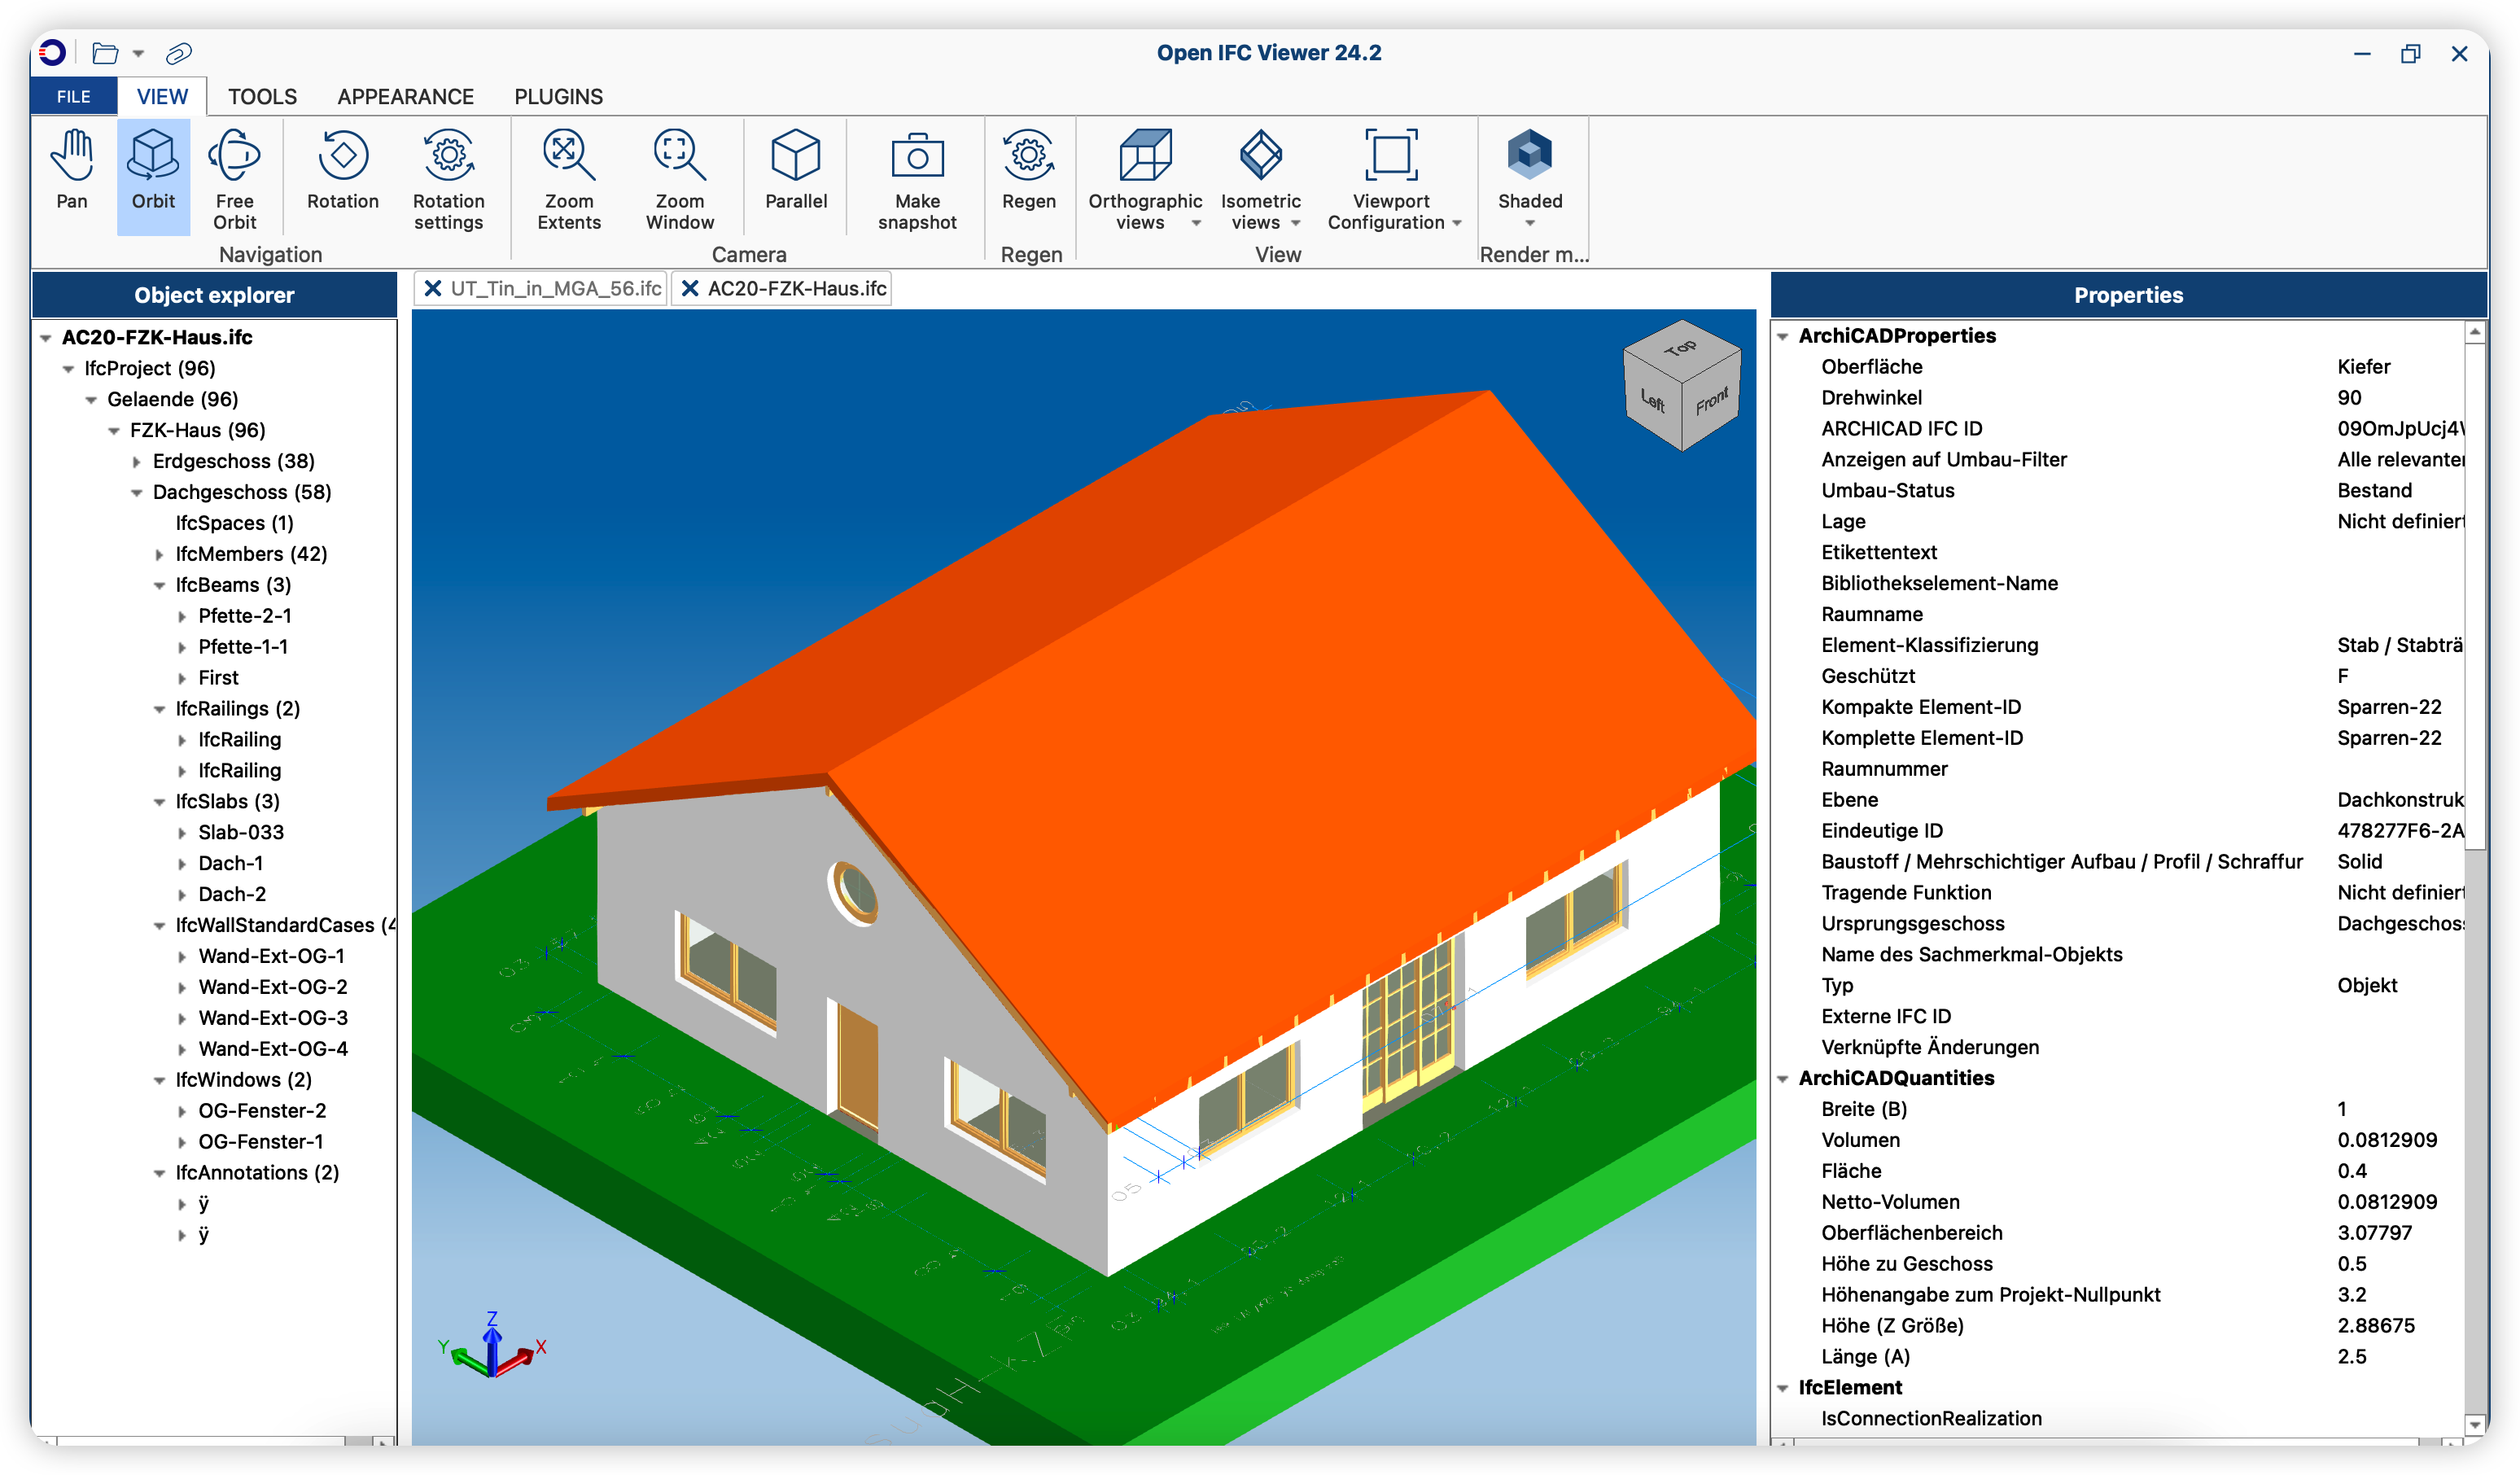 Open IFC Viewer 24.2
FILE VIEW TOOLS APPEARANCE PLUGINS
Pan
Orbit
Free Orbit
Rotation
Rotation settings
Zoom Extents
Zoom Window
Parallel
Make snapshot
Regen
Orthographic views
Isometric views
Viewport Configuration
Shaded
Navigation
Camera
Regen
View
Render m...
Object explorer
AC20-FZK-Haus.ifc
IfcProject (96)
Gelaende (96)
FZK-Haus (96)
Erdgeschoss (38)
Dachgeschoss (58)
IfcSpaces (1)
IfcMembers (42)
IfcBeams (3)
Pfette-2-1
Pfette-1-1
First
IfcRailings (2)
IfcRailing
IfcRailing
IfcSlabs (3)
Slab-033
Dach-1
Dach-2
IfcWallStandardCases (4
Wand-Ext-OG-1
Wand-Ext-OG-2
Wand-Ext-OG-3
Wand-Ext-OG-4
IfcWindows (2)
OG-Fenster-2
OG-Fenster-1
IfcAnnotations (2)
ÿ
ÿ
UT_Tin_in_MGA_56.ifc
AC20-FZK-Haus.ifc
Top
Left
Front
Z
Y
X
Properties
ArchiCADProperties
Oberfläche Kiefer
Drehwinkel 90
ARCHICAD IFC ID 09OmJpUcj4
Anzeigen auf Umbau-Filter Alle relevanter
Umbau-Status Bestand
Lage Nicht definiert
Etikettentext
Bibliothekselement-Name
Raumname
Element-Klassifizierung Stab / Stabträ
Geschützt F
Kompakte Element-ID Sparren-22
Komplette Element-ID Sparren-22
Raumnummer
Ebene Dachkonstruk
Eindeutige ID 478277F6-2A
Baustoff / Mehrschichtiger Aufbau / Profil / Schraffur Solid
Tragende Funktion Nicht definiert
Ursprungsgeschoss Dachgeschoss
Name des Sachmerkmal-Objekts
Typ Objekt
Externe IFC ID
Verknüpfte Änderungen
ArchiCADQuantities
Breite (B) 1
Volumen 0.0812909
Fläche 0.4
Netto-Volumen 0.0812909
Oberflächenbereich 3.07797
Höhe zu Geschoss 0.5
Höhenangabe zum Projekt-Nullpunkt 3.2
Höhe (Z Größe) 2.88675
Länge (A) 2.5
IfcElement
IsConnectionRealization